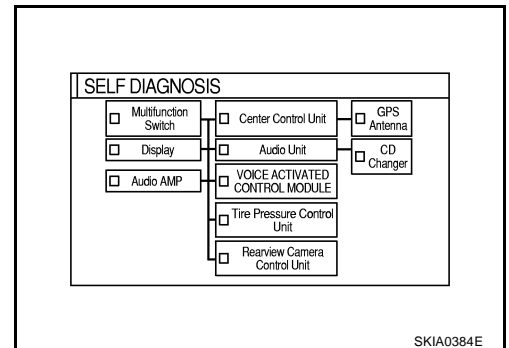 SELF DIAGNOSIS
Multifunction
Switch
Center Control Unit
GPS
Antenna
Display
Audio Unit
CD
Changer
Audio AMP
VOICE ACTIVATED
CONTROL MODULE
Tire Pressure Control
Unit
Rearview Camera
Control Unit
SKIA0384E